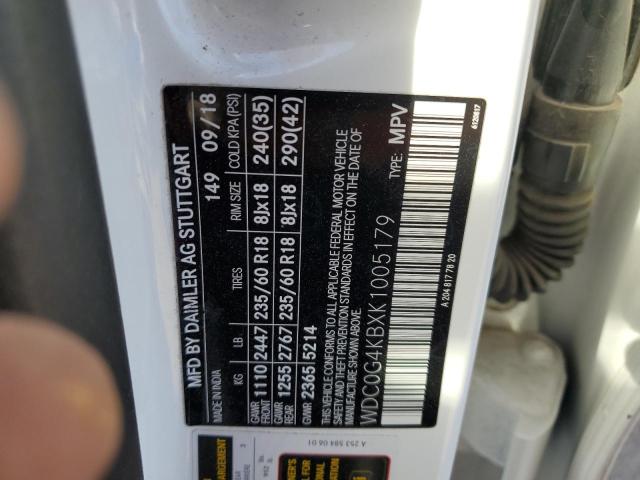 MFD BY DAIMLER AG STUTTGART
MADE IN INDIA 149 09/18
KG LB TIRES RIM SIZE COLD KPA (PSI)
GAWR FRONT 1110 2447 235/60 R18 8Jx18 240(35)
GAWR REAR 1255 2767 235/60 R18 8Jx18 290(42)
GWWR 2365 5214
THIS VEHICLE CONFORMS TO ALL APPLICABLE FEDERAL MOTOR VEHICLE
SAFETY AND THEFT PREVENTION STANDARDS IN EFFECT ON THE DATE OF
MANUFACTURE SHOWN ABOVE.
WDC0G4KBXK1005179 TYPE: MPV
A 204 817 78 20 6120617
A 253 584 06 01